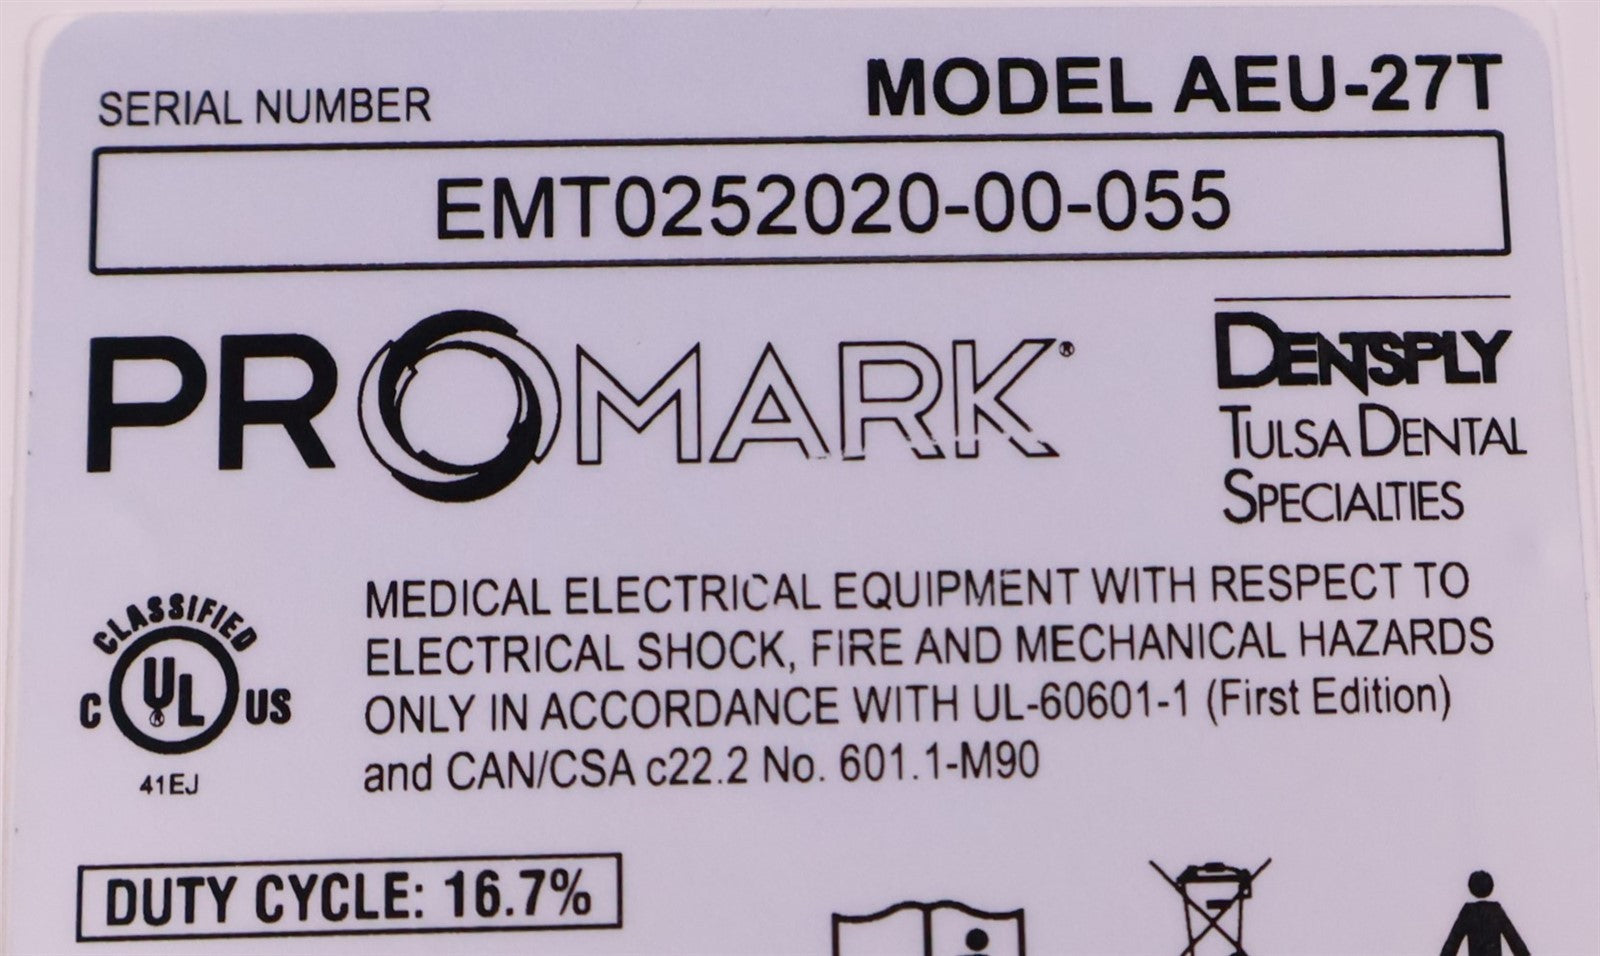 SERIAL NUMBER
MODEL AEU-27T
EMT0252020-00-055
PROMARK®
DENTSPLY
TULSA DENTAL
SPECIALTIES
CLASSIFIED
C UL® US
41EJ
MEDICAL ELECTRICAL EQUIPMENT WITH RESPECT TO
ELECTRICAL SHOCK, FIRE AND MECHANICAL HAZARDS
ONLY IN ACCORDANCE WITH UL-60601-1 (First Edition)
and CAN/CSA c22.2 No. 601.1-M90
DUTY CYCLE: 16.7%